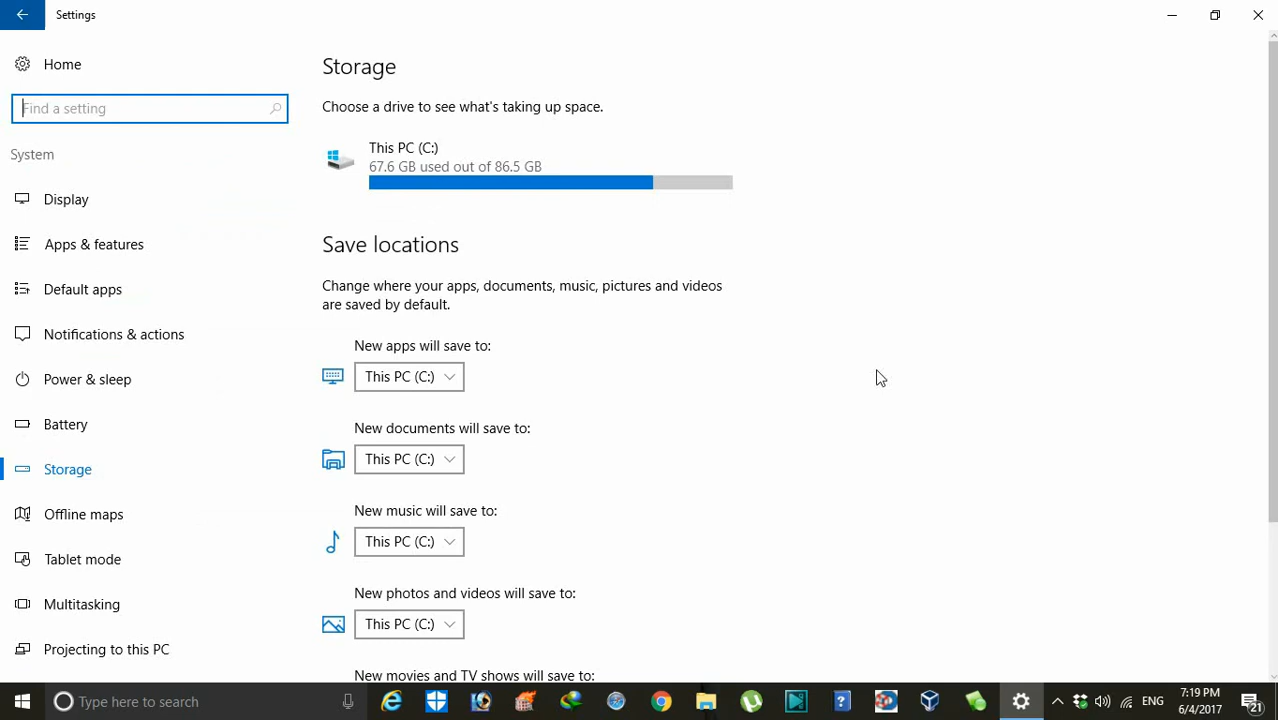 Settings
Home
Find a setting
System
Display
Apps & features
Default apps
Notifications & actions
Power & sleep
Battery
Storage
Offline maps
Tablet mode
Multitasking
Projecting to this PC
Storage
Choose a drive to see what's taking up space.
This PC (C:)
67.6 GB used out of 86.5 GB
Save locations
Change where your apps, documents, music, pictures and videos
are saved by default.
New apps will save to:
This PC (C:)
New documents will save to:
This PC (C:)
New music will save to:
This PC (C:)
New photos and videos will save to:
This PC (C:)
New movies and TV shows will save to:
Type here to search
ENG
7:19 PM
6/4/2017
21